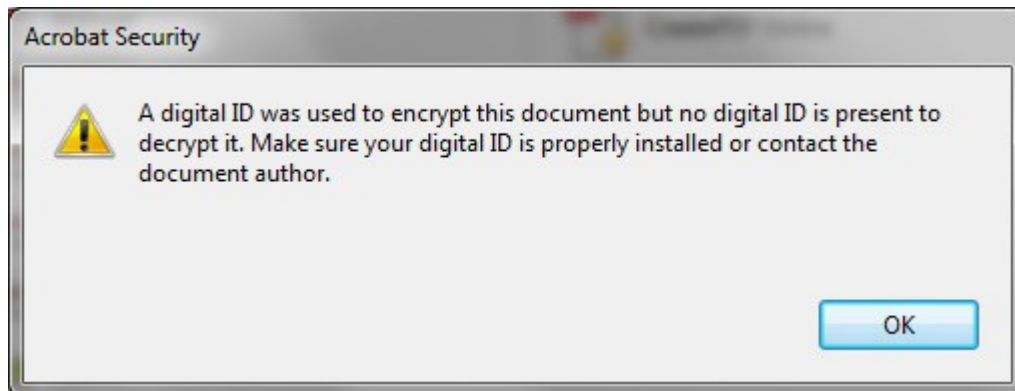 Acrobat Security
A digital ID was used to encrypt this document but no digital ID is present to
decrypt it. Make sure your digital ID is properly installed or contact the
document author.
OK